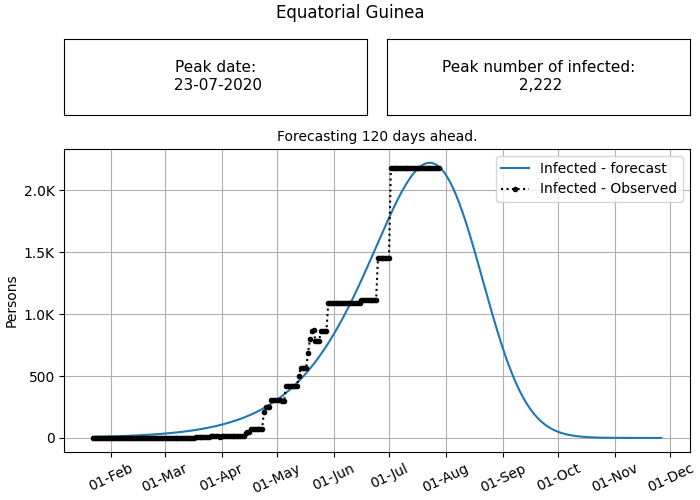 Equatorial Guinea
Peak date:
23-07-2020
Peak number of infected:
2,222
Forecasting 120 days ahead.
Infected - forecast
Infected - Observed
Persons
2.0K
1.5K
1.0K
500
0
01-Feb
01-Mar
01-Apr
01-May
01-Jun
01-Jul
01-Aug
01-Sep
01-Oct
01-Nov
01-Dec